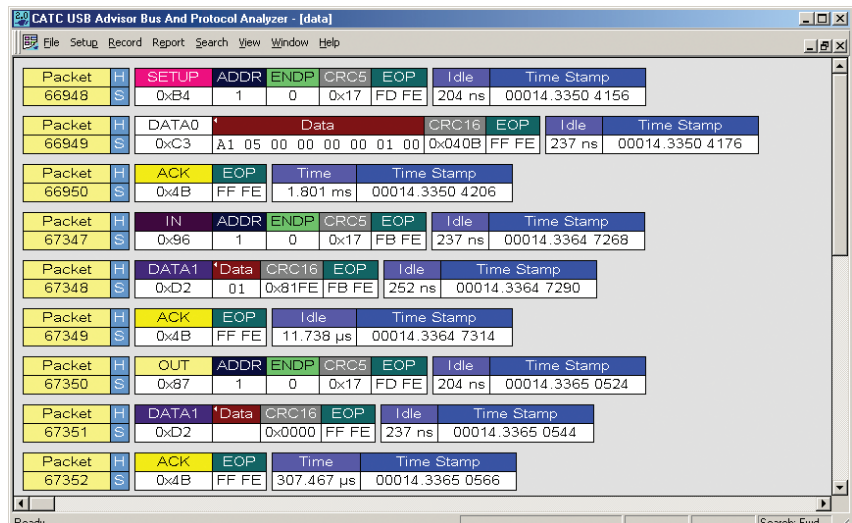 CATC USB Advisor Bus And Protocol Analyzer - [data]
File Setup Record Report Search View Window Help
Packet H SETUP ADDR ENDP CRC5 EOP Idle Time Stamp
66948 S 0xB4 1 0 0x17 FD FE 204 ns 00014.3350 4156
Packet H DATA0 Data CRC16 EOP Idle Time Stamp
66949 S 0xC3 A1 05 00 00 00 00 01 00 0x040B FF FE 237 ns 00014.3350 4176
Packet H ACK EOP Time Time Stamp
66950 S 0x4B FF FE 1.801 ms 00014.3350 4206
Packet H IN ADDR ENDP CRC5 EOP Idle Time Stamp
67347 S 0x96 1 0 0x17 FB FE 237 ns 00014.3364 7268
Packet H DATA1 Data CRC16 EOP Idle Time Stamp
67348 S 0xD2 01 0x81FE FB FE 252 ns 00014.3364 7290
Packet H ACK EOP Idle Time Stamp
67349 S 0x4B FF FE 11.738 µs 00014.3364 7314
Packet H OUT ADDR ENDP CRC5 EOP Idle Time Stamp
67350 S 0x87 1 0 0x17 FD FE 204 ns 00014.3365 0524
Packet H DATA1 Data CRC16 EOP Idle Time Stamp
67351 S 0xD2 0x0000 FF FE 237 ns 00014.3365 0544
Packet H ACK EOP Time Time Stamp
67352 S 0x4B FF FE 307.467 µs 00014.3365 0566
Ready Search: Fwd